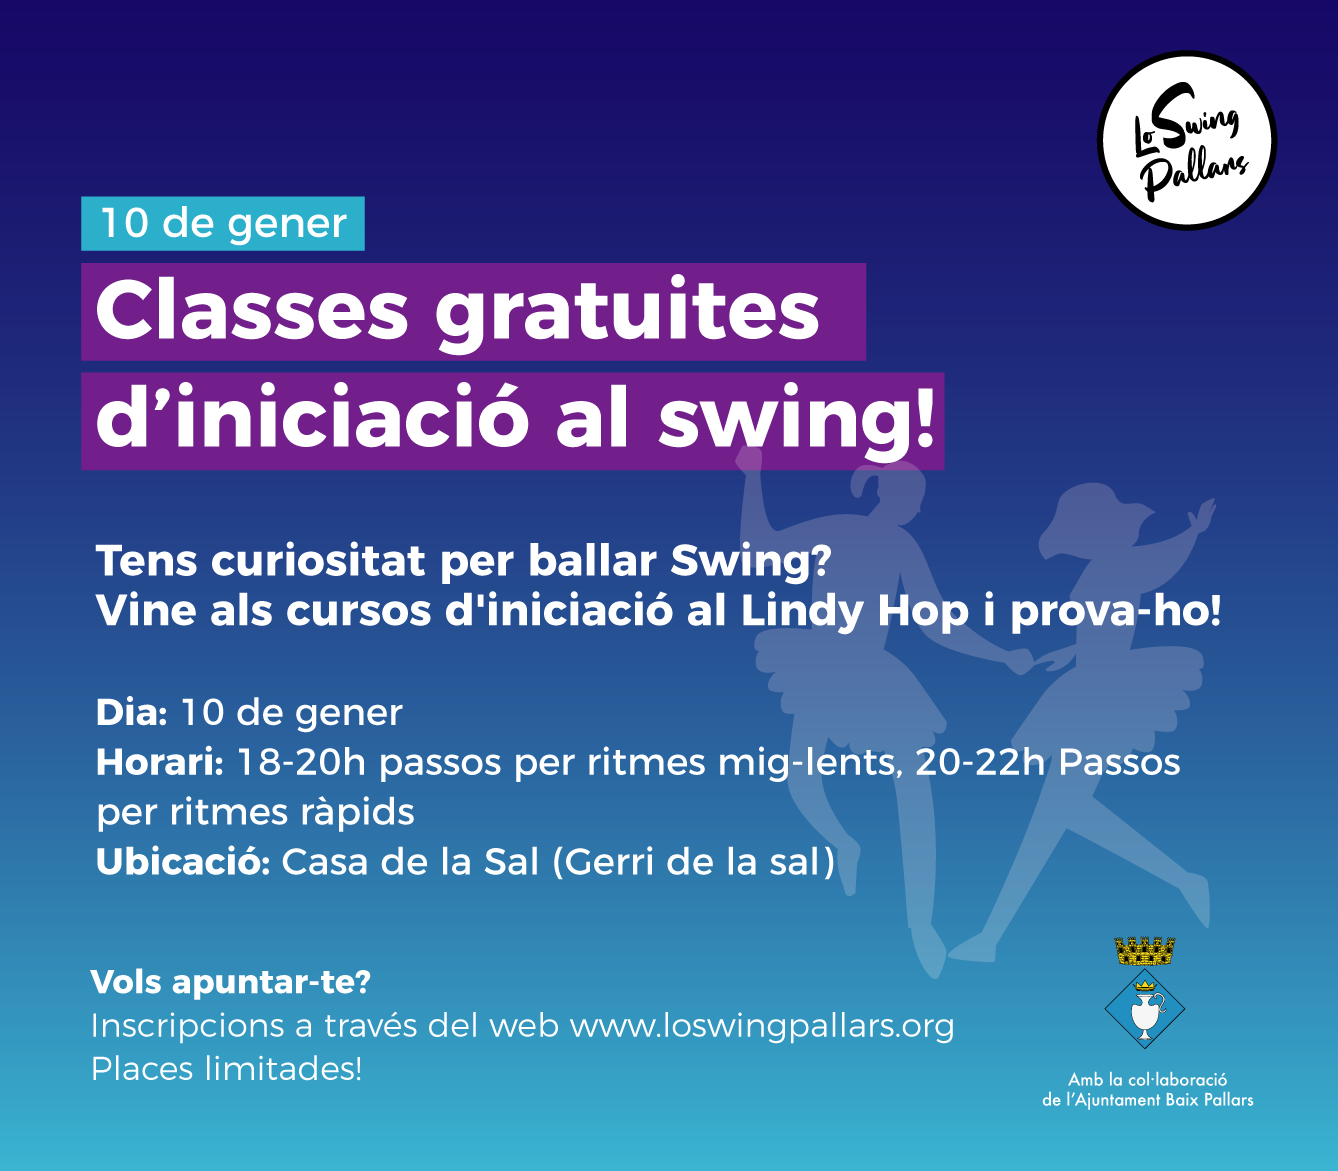 Lo Swing
Pallars
10 de gener
Classes gratuites
d’iniciació al swing!
Tens curiositat per ballar Swing?
Vine als cursos d'iniciació al Lindy Hop i prova-ho!
Dia: 10 de gener
Horari: 18-20h passos per ritmes mig-lents, 20-22h Passos
per ritmes ràpids
Ubicació: Casa de la Sal (Gerri de la sal)
Vols apuntar-te?
Inscripcions a través del web www.loswingpallars.org
Places limitades!
Amb la col·laboració
de l’Ajuntament Baix Pallars